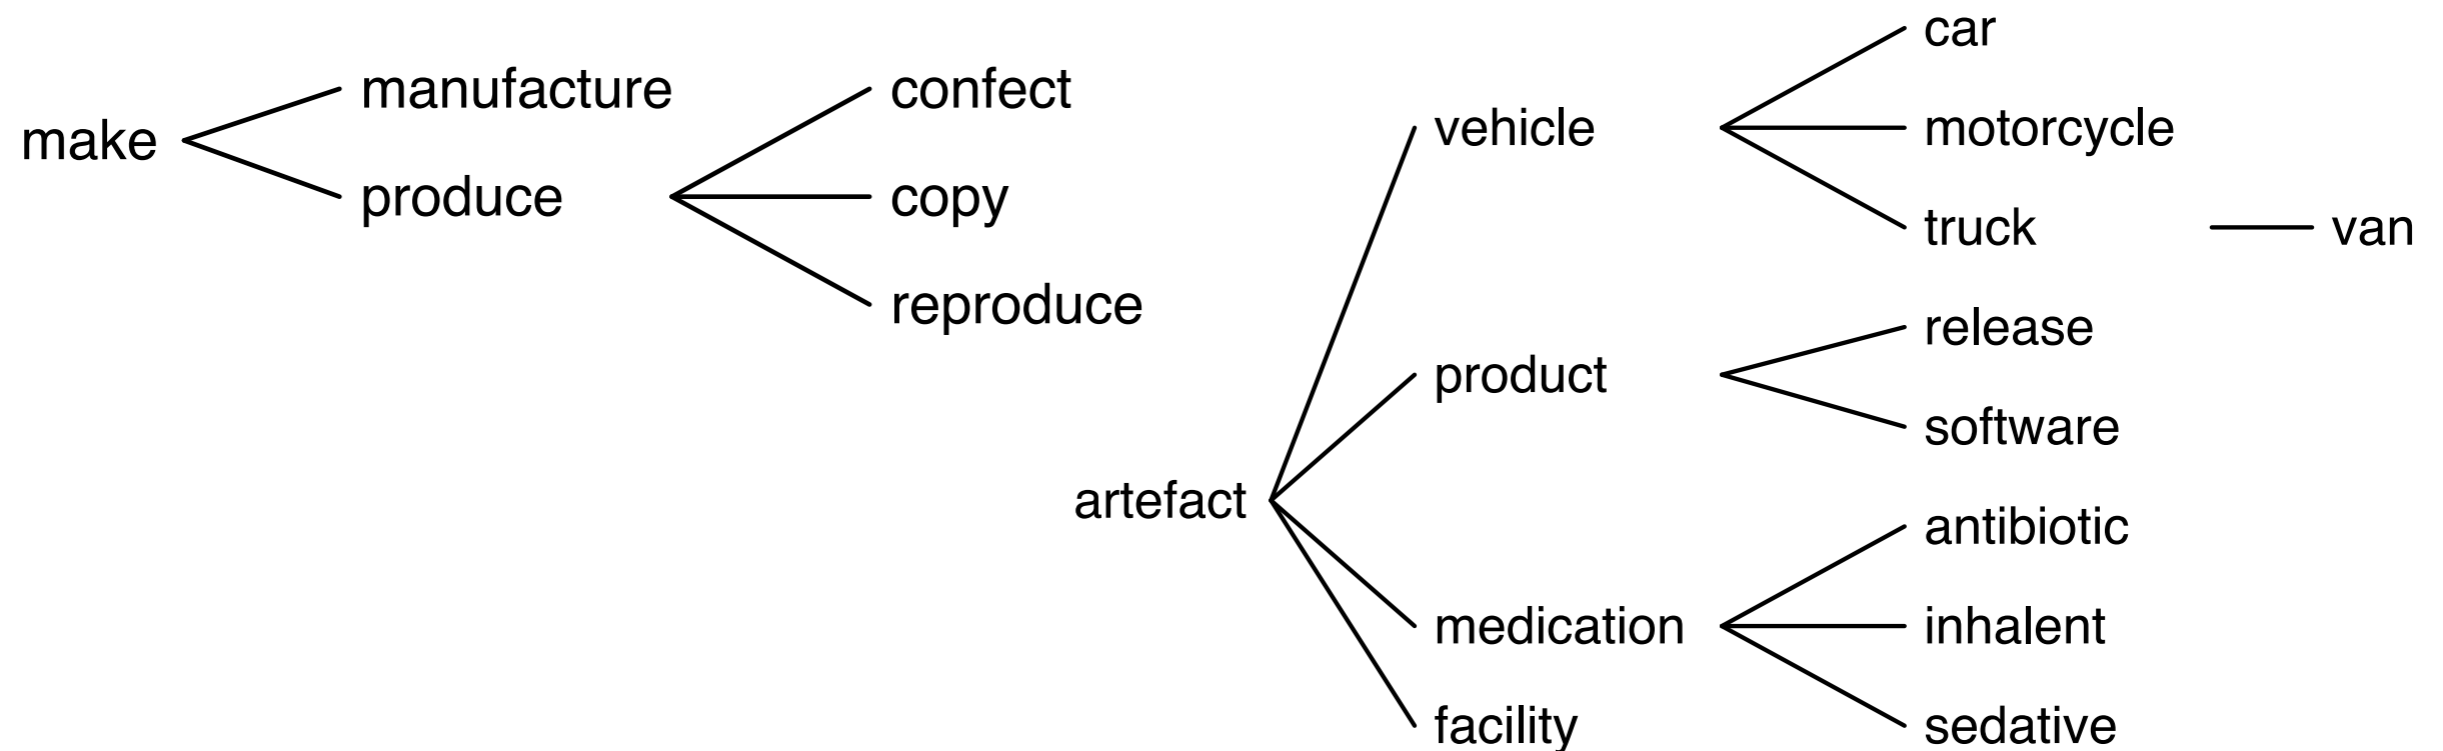 make
manufacture
produce
confect
copy
reproduce
artefact
vehicle
car
motorcycle
truck
van
product
release
software
medication
antibiotic
inhalent
sedative
facility